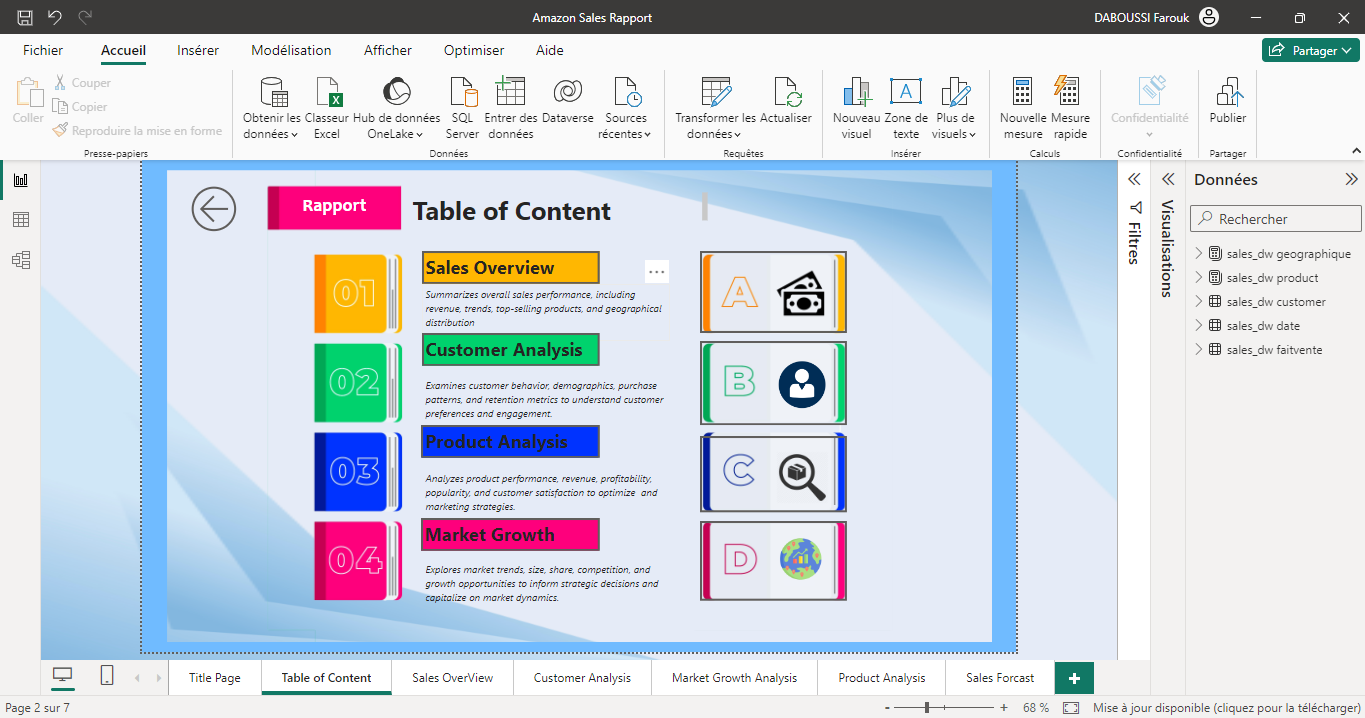 Amazon Sales Rapport
DABOUSSI Farouk
Fichier
Accueil
Insérer
Modélisation
Afficher
Optimiser
Aide
Partager
Coller
Couper
Copier
Reproduire la mise en forme
Presse-papiers
Obtenir les
données
Classeur
Excel
Hub de données
OneLake
SQL
Server
Entrer des
données
Dataverse
Sources
récentes
Données
Transformer les
données
Actualiser
Requêtes
Nouveau
visuel
Zone de
texte
Plus de
visuels
Insérer
Nouvelle
mesure
Mesure
rapide
Calculs
Confidentialité
Confidentialité
Publier
Partager
Rapport
Table of Content
01
Sales Overview
Summarizes overall sales performance, including
revenue, trends, top-selling products, and geographical
distribution
A
02
Customer Analysis
Examines customer behavior, demographics, purchase
patterns, and retention metrics to understand customer
preferences and engagement.
B
03
Product Analysis
Analyzes product performance, revenue, profitability,
popularity, and customer satisfaction to optimize and
marketing strategies.
C
04
Market Growth
Explores market trends, size, share, competition, and
growth opportunities to inform strategic decisions and
capitalize on market dynamics.
D
Filtres
Visualisations
Données
Rechercher
sales_dw geographique
sales_dw product
sales_dw customer
sales_dw date
sales_dw faitvente
Title Page
Table of Content
Sales OverView
Customer Analysis
Market Growth Analysis
Product Analysis
Sales Forcast
Page 2 sur 7
68 %
Mise à jour disponible (cliquez pour la télécharger)